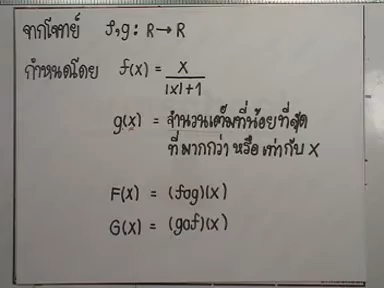 จากโจทย์ f,g : R→R
กำหนดโดย f(x) = x
|x|+1
g(x) = จำนวนเต็มที่น้อยที่สุด
ที่มากกว่า หรือ เท่ากับ x
F(x) = (fog)(x)
G(x) = (gof)(x)